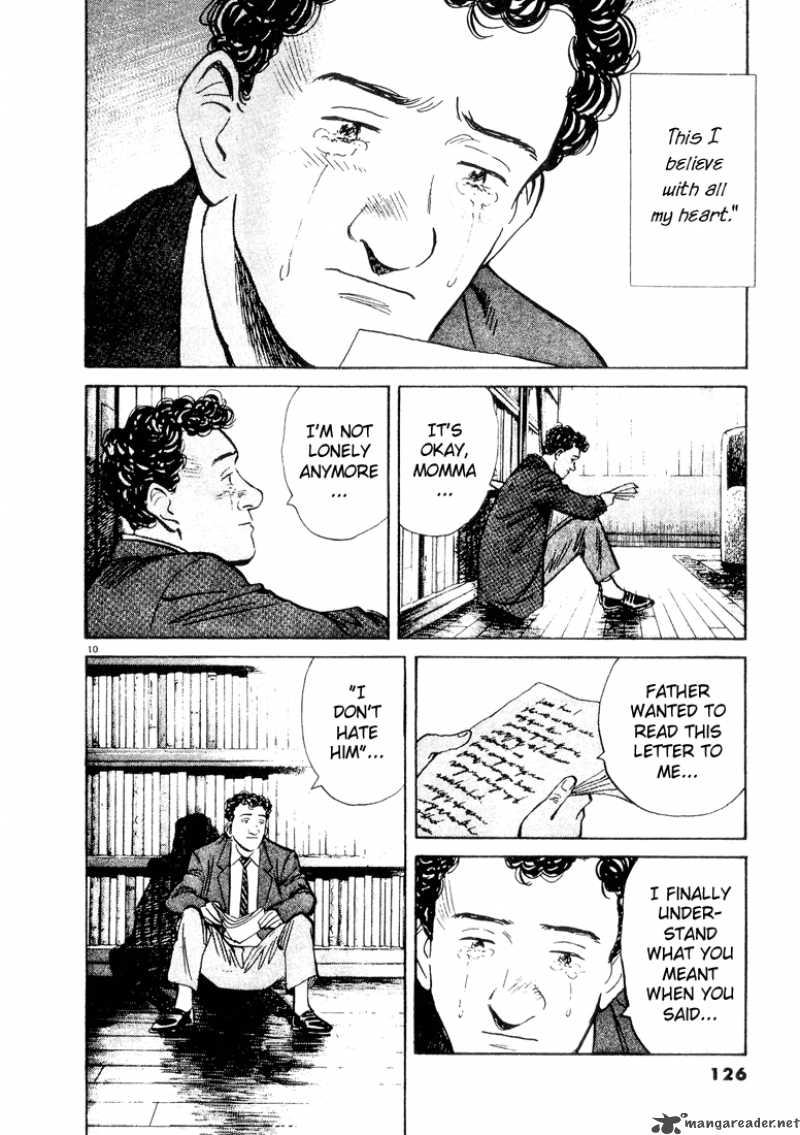 This I
believe
with all
my heart."
IT'S
OKAY,
MOMMA
...
I'M NOT
LONELY
ANYMORE
...
10
FATHER
WANTED TO
READ THIS
LETTER TO
ME...
I FINALLY
UNDER-
STAND
WHAT YOU
MEANT
WHEN YOU
SAID...
"I
DON'T
HATE
HIM"...
126
mangareader.net